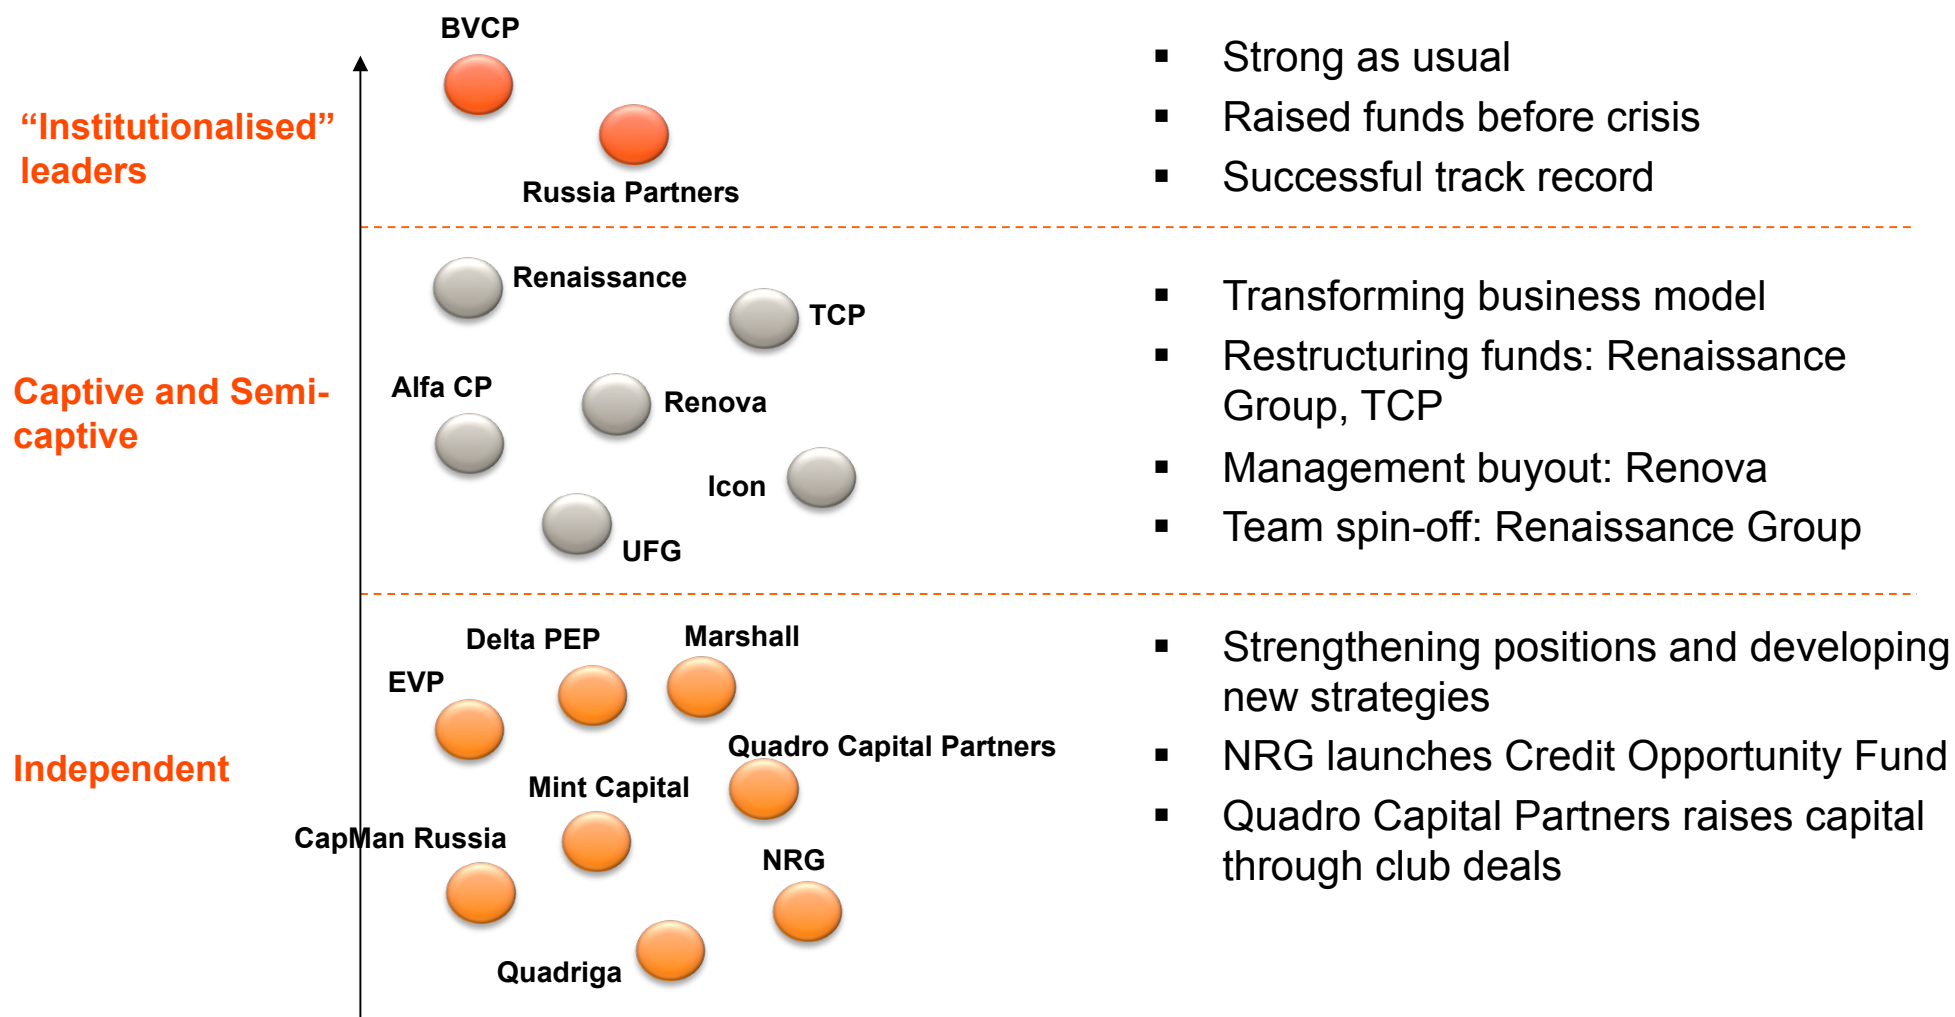 BVCP
“Institutionalised”
leaders
Russia Partners
▪ Strong as usual
▪ Raised funds before crisis
▪ Successful track record
Captive and Semi-
captive
Renaissance
TCP
Alfa CP
Renova
Icon
UFG
▪ Transforming business model
▪ Restructuring funds: Renaissance
Group, TCP
▪ Management buyout: Renova
▪ Team spin-off: Renaissance Group
Independent
Delta PEP
Marshall
EVP
Quadro Capital Partners
Mint Capital
CapMan Russia
NRG
Quadriga
▪ Strengthening positions and developing
new strategies
▪ NRG launches Credit Opportunity Fund
▪ Quadro Capital Partners raises capital
through club deals